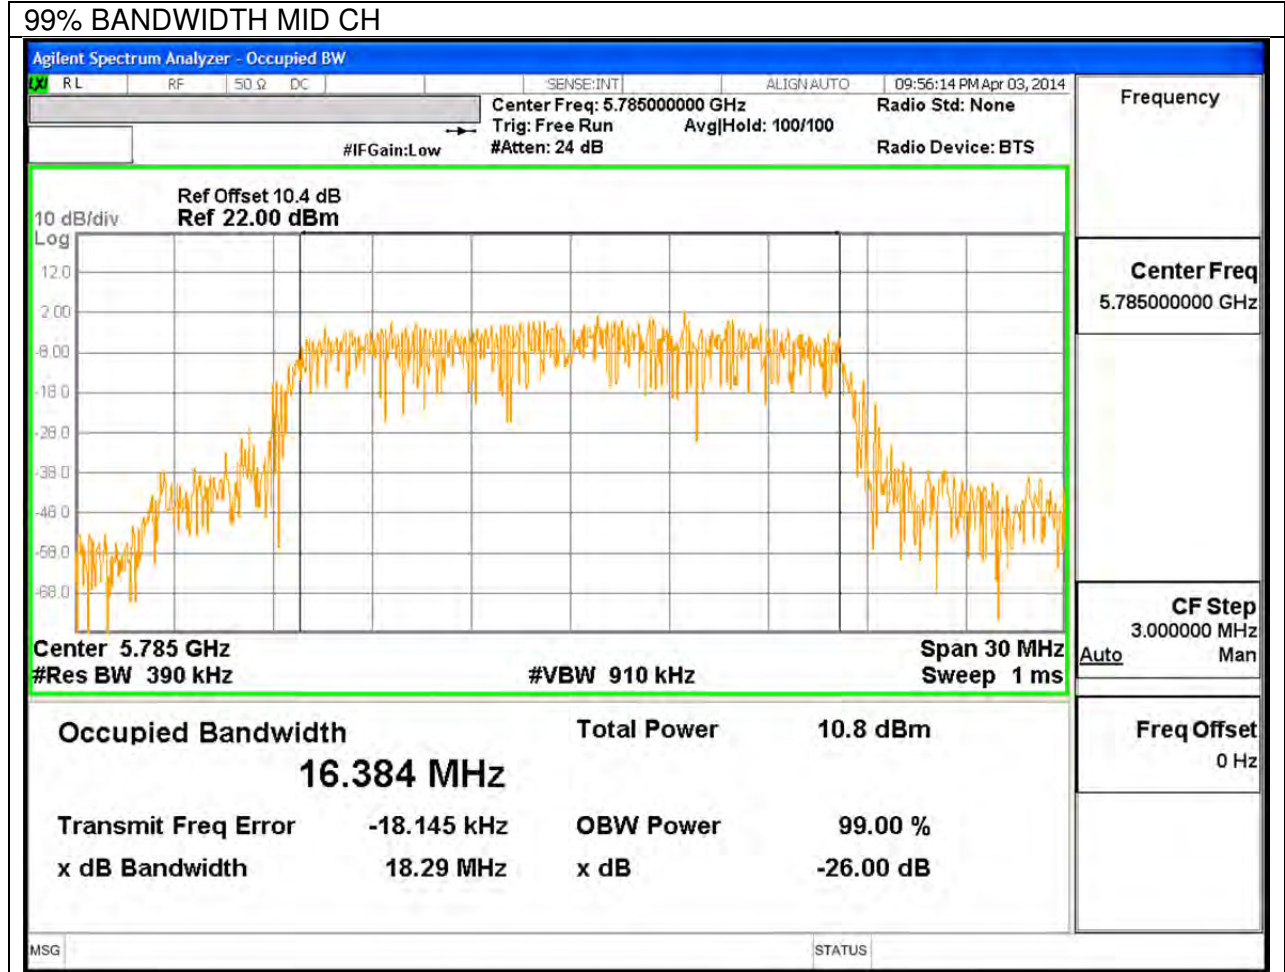 99% BANDWIDTH MID CH
Agilent Spectrum Analyzer - Occupied BW
LXI RL RF 50 Ω DC SENSE:INT ALIGN AUTO 09:56:14 PM Apr 03, 2014
Center Freq: 5.785000000 GHz Radio Std: None
Trig: Free Run Avg|Hold: 100/100
#IFGain:Low #Atten: 24 dB Radio Device: BTS
Ref Offset 10.4 dB
10 dB/div Ref 22.00 dBm
Log
12.0
2.00
-8.00
-18.0
-28.0
-38.0
-48.0
-58.0
-68.0
Center 5.785 GHz Span 30 MHz
#Res BW 390 kHz #VBW 910 kHz Sweep 1 ms
Occupied Bandwidth Total Power 10.8 dBm
16.384 MHz
Transmit Freq Error -18.145 kHz OBW Power 99.00 %
x dB Bandwidth 18.29 MHz x dB -26.00 dB
MSG STATUS
Frequency
Center Freq
5.785000000 GHz
CF Step
3.000000 MHz
Auto Man
Freq Offset
0 Hz